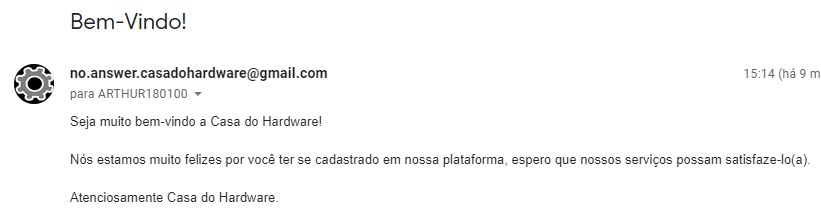 Bem-Vindo!
no.answer.casadohardware@gmail.com 15:14 (há 9 m
para ARTHUR180100
Seja muito bem-vindo a Casa do Hardware!
Nós estamos muito felizes por você ter se cadastrado em nossa plataforma, espero que nossos serviços possam satisfaze-lo(a).
Atenciosamente Casa do Hardware.